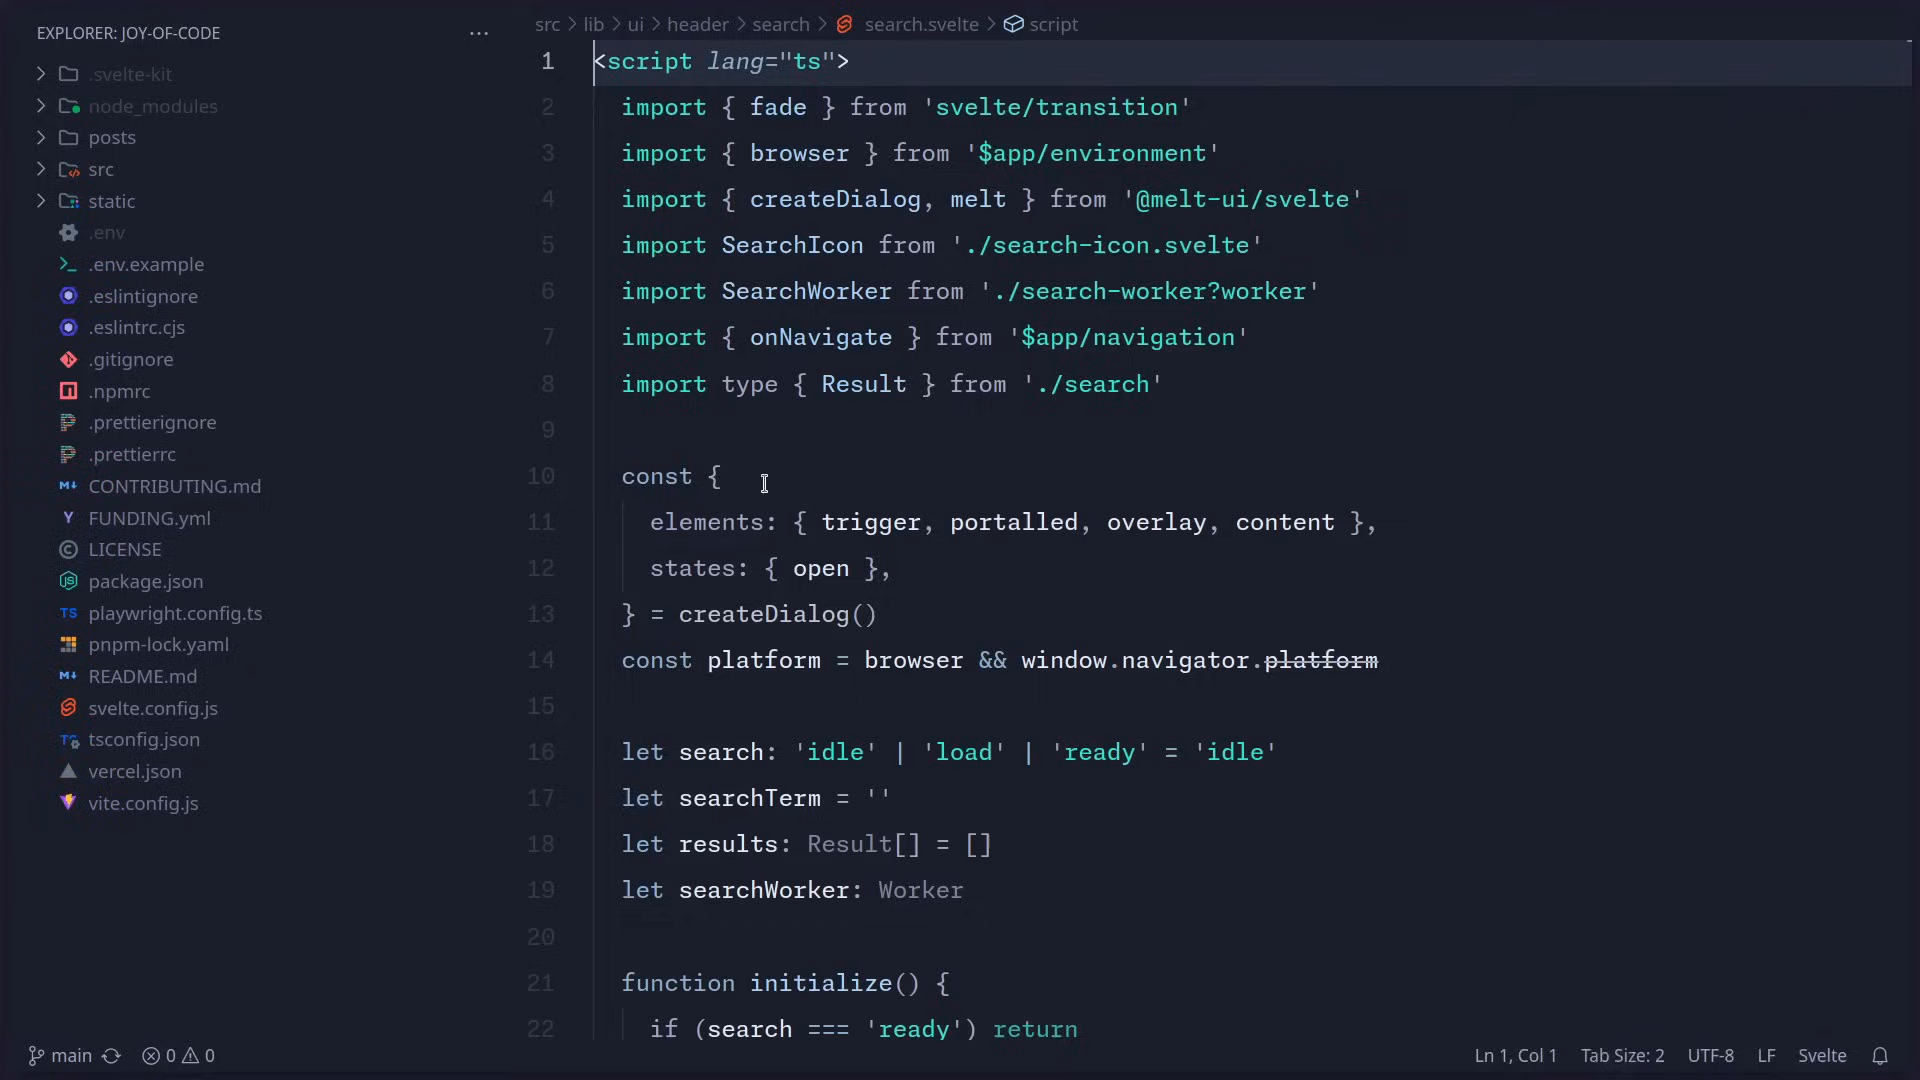 EXPLORER: JOY-OF-CODE
.svelte-kit
node_modules
posts
src
static
.env
.env.example
.eslintignore
.eslintrc.cjs
.gitignore
.npmrc
.prettierignore
.prettierrc
CONTRIBUTING.md
FUNDING.yml
LICENSE
package.json
playwright.config.ts
pnpm-lock.yaml
README.md
svelte.config.js
tsconfig.json
vercel.json
vite.config.js
src > lib > ui > header > search > search.svelte > script
1 <script lang="ts">
2 import { fade } from 'svelte/transition'
3 import { browser } from '$app/environment'
4 import { createDialog, melt } from '@melt-ui/svelte'
5 import SearchIcon from './search-icon.svelte'
6 import SearchWorker from './search-worker?worker'
7 import { onNavigate } from '$app/navigation'
8 import type { Result } from './search'
9
10 const {
11 elements: { trigger, portalled, overlay, content },
12 states: { open },
13 } = createDialog()
14 const platform = browser && window.navigator.platform
15
16 let search: 'idle' | 'load' | 'ready' = 'idle'
17 let searchTerm = ''
18 let results: Result[] = []
19 let searchWorker: Worker
20
21 function initialize() {
22 if (search === 'ready') return
main 0 0 Ln 1, Col 1 Tab Size: 2 UTF-8 LF Svelte